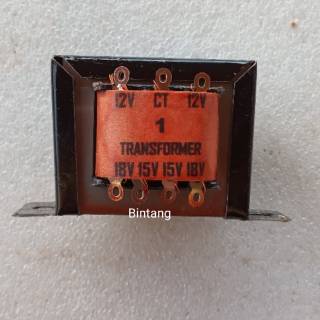 12V CT 12V
1
TRANSFORMER
18V 15V 15V 18V
Bintang